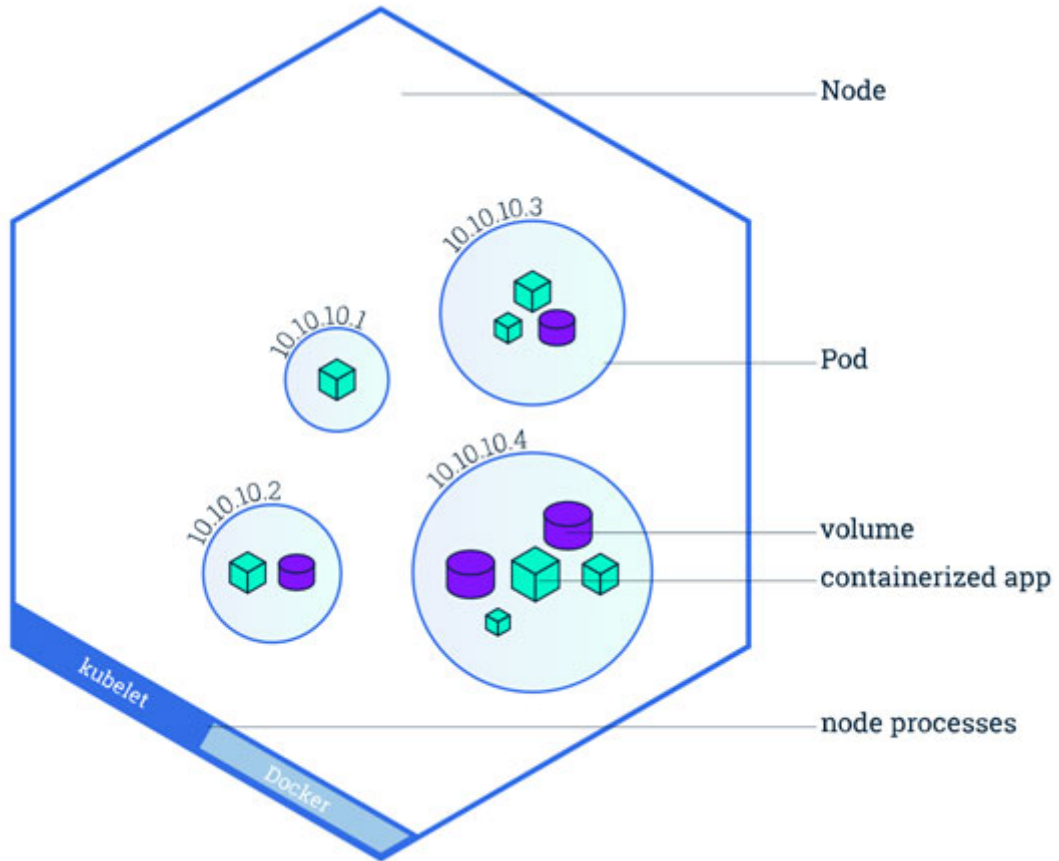 Node
10.10.10.3
10.10.10.1
Pod
10.10.10.4
10.10.10.2
volume
containerized app
kubelet
node processes
Docker